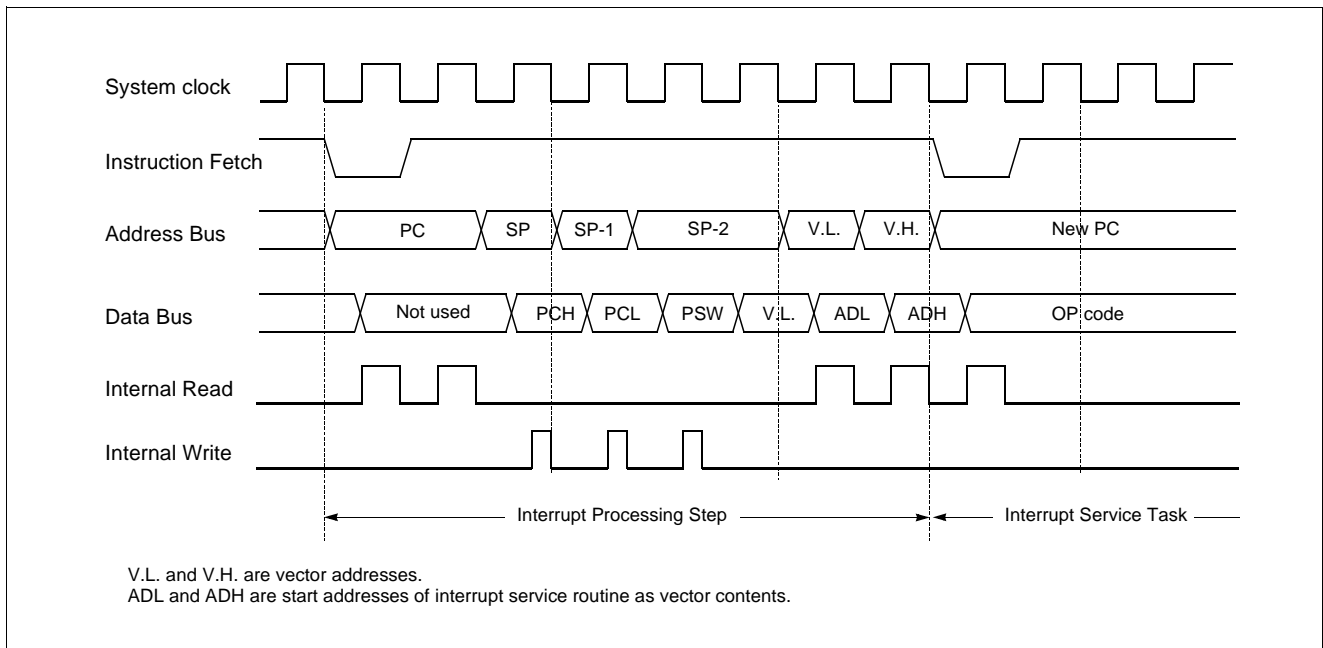 System clock
Instruction Fetch
Address Bus
PC
SP
SP-1
SP-2
V.L.
V.H.
New PC
Data Bus
Not used
PCH
PCL
PSW
V.L.
ADL
ADH
OP code
Internal Read
Internal Write
Interrupt Processing Step
Interrupt Service Task
V.L. and V.H. are vector addresses.
ADL and ADH are start addresses of interrupt service routine as vector contents.